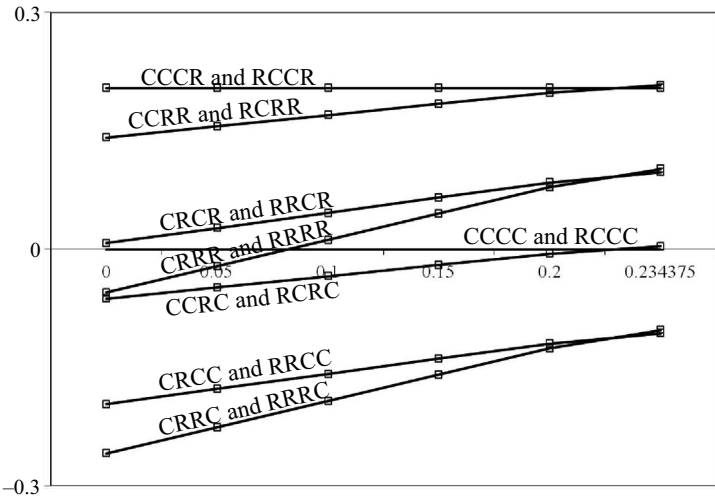 0.3
CCCR and RCCR
CCRR and RCRR
CRCR and RRCR
CRRR and RRRR
CCCC and RCCC
0
0 0.05 0.1 0.15 0.2 0.234375
CCRC and RCRC
CRCC and RRCC
CRRC and RRRC
–0.3